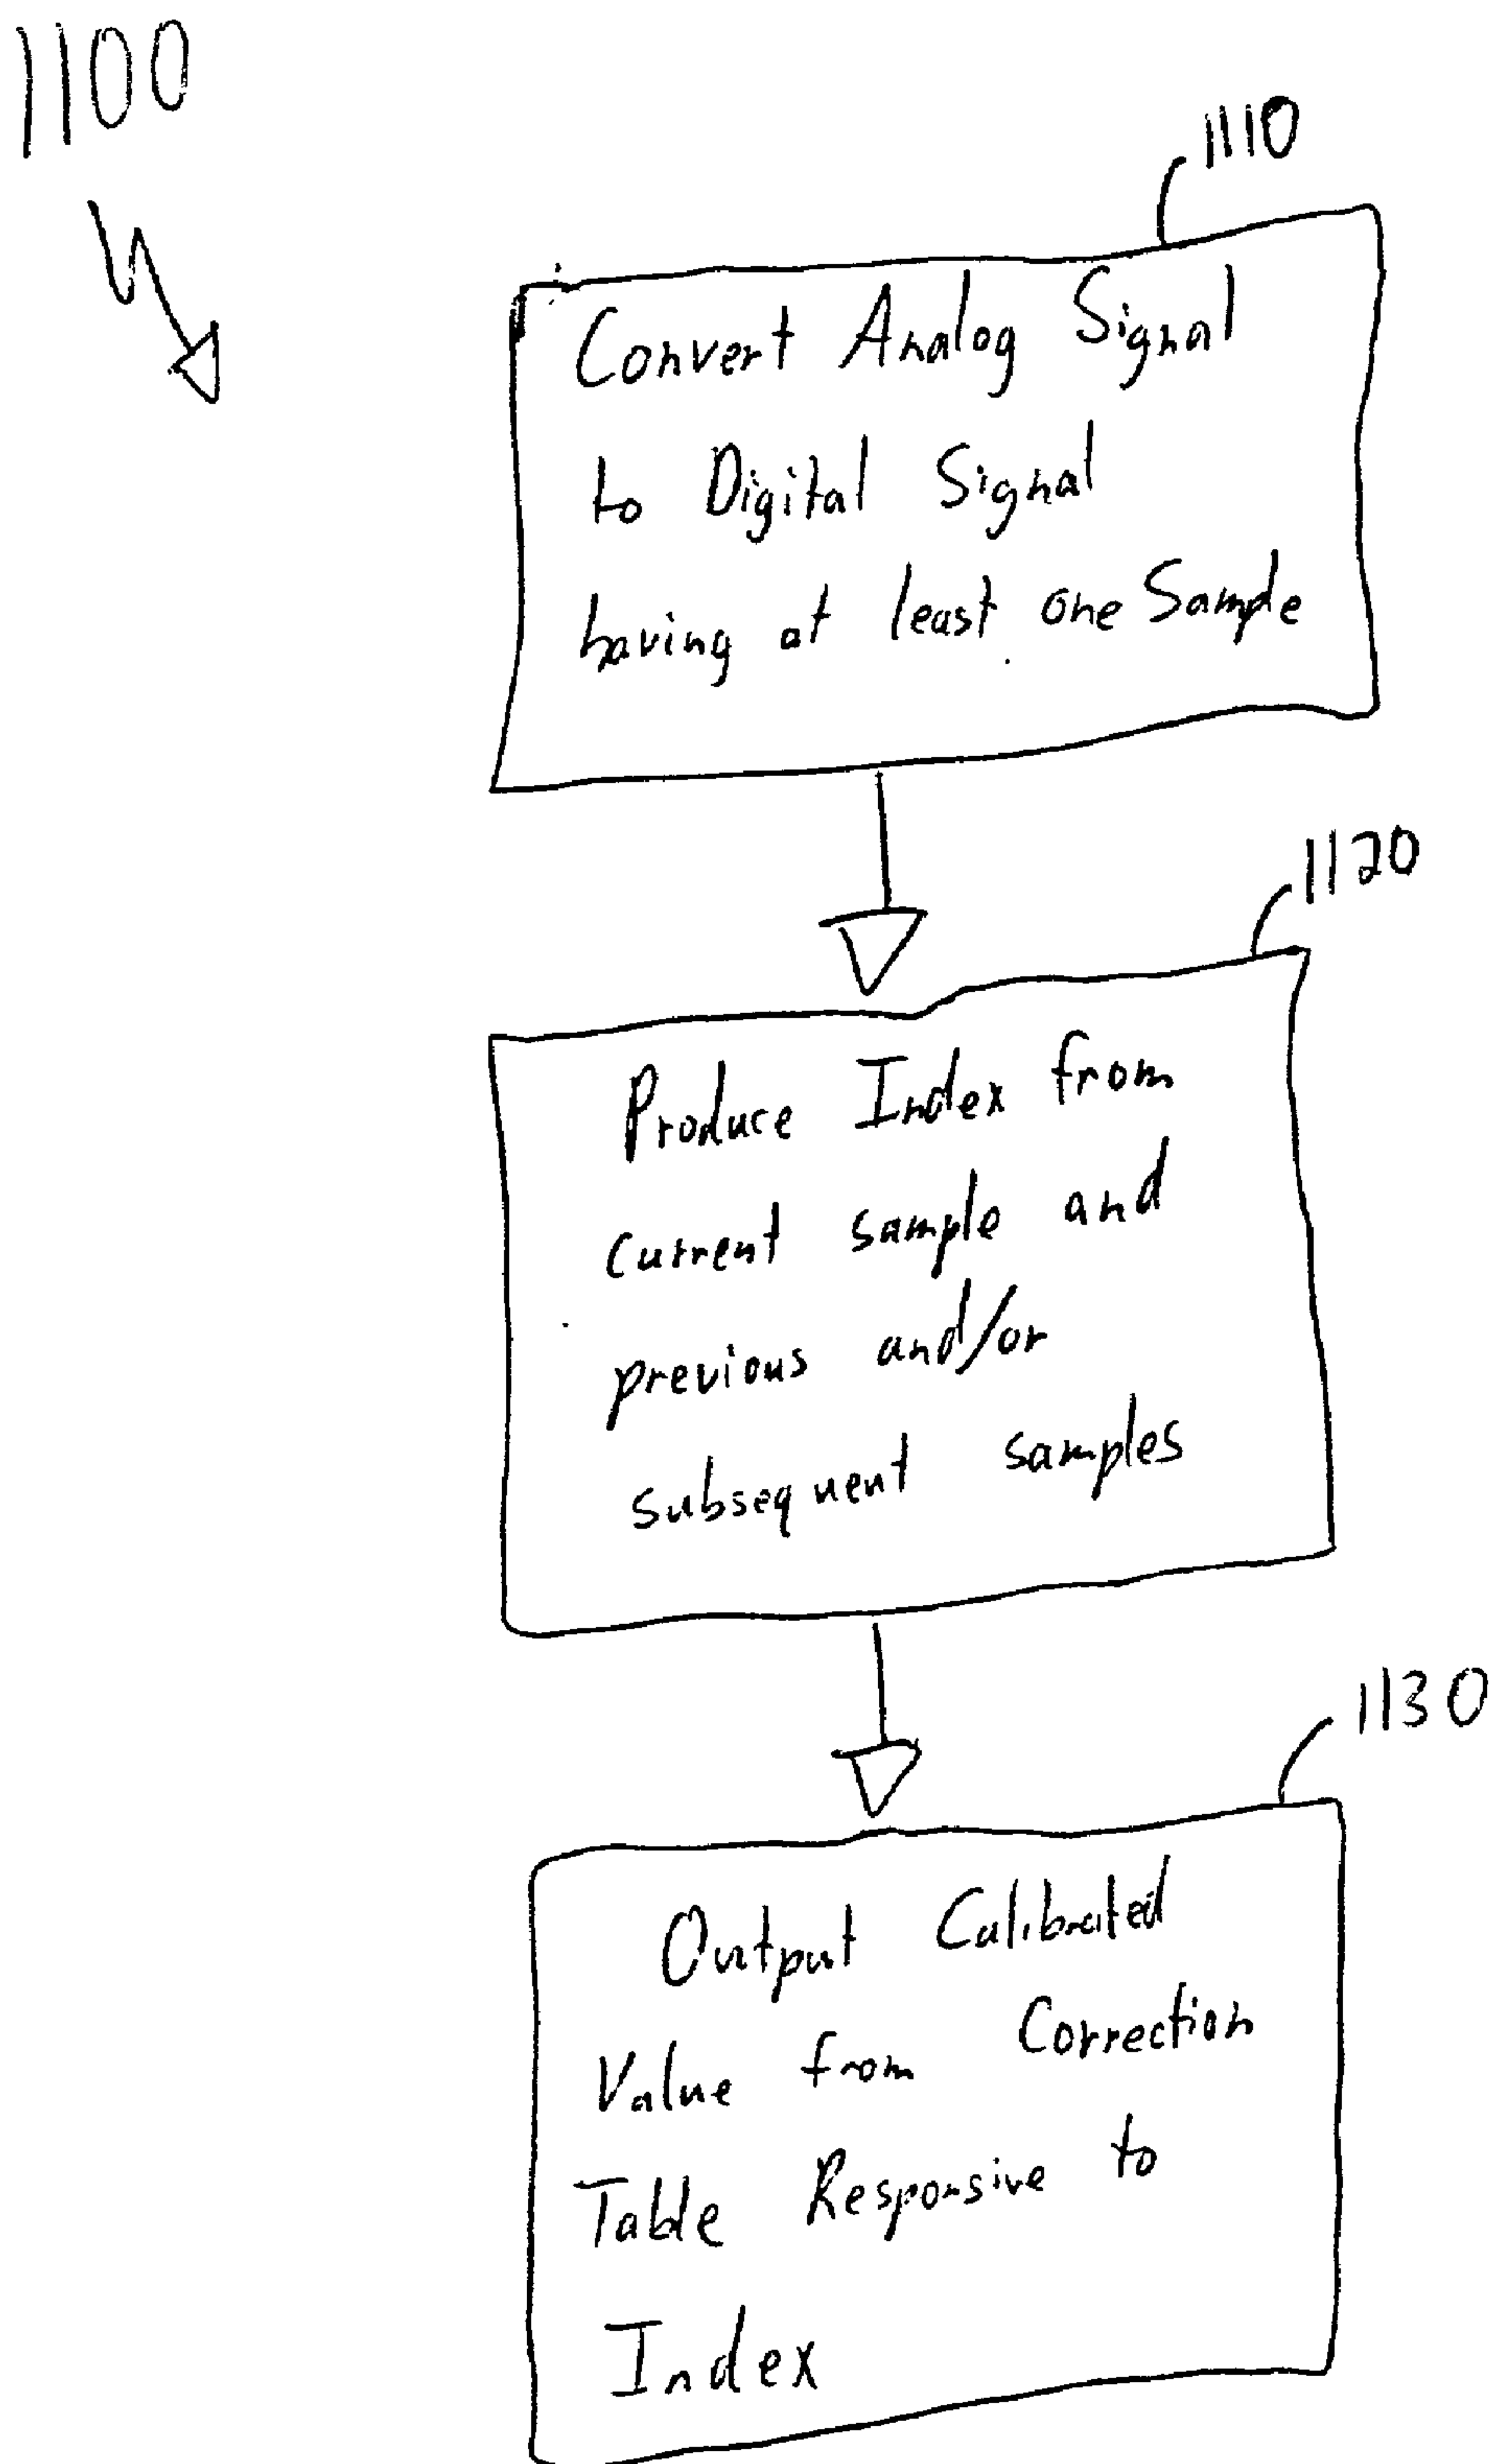 1100
1110
Convert Analog Signal
to Digital Signal
having at least one Sample
1120
Produce Index from
current sample and
previous and/or
subsequent samples
1130
Output Calibrated
Value from Correction
Table Responsive to
Index